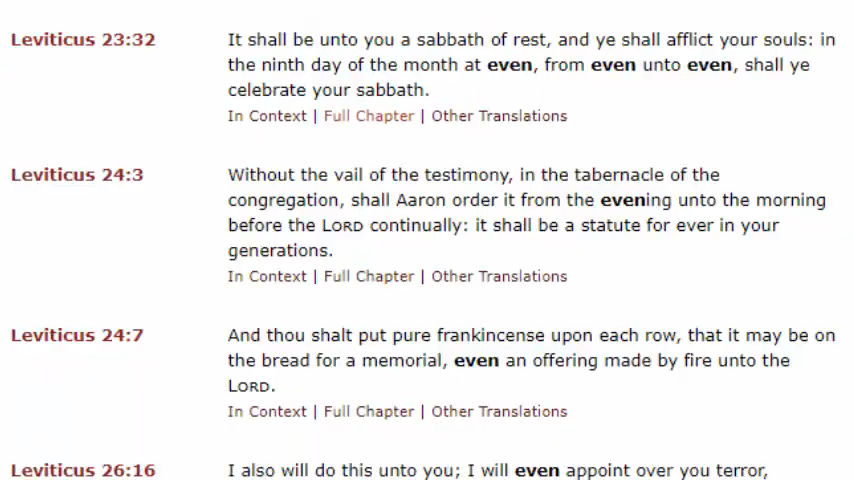 Leviticus 23:32 It shall be unto you a sabbath of rest, and ye shall afflict your souls: in
the ninth day of the month at even, from even unto even, shall ye
celebrate your sabbath.
In Context | Full Chapter | Other Translations
Leviticus 24:3 Without the vail of the testimony, in the tabernacle of the
congregation, shall Aaron order it from the evening unto the morning
before the LORD continually: it shall be a statute for ever in your
generations.
In Context | Full Chapter | Other Translations
Leviticus 24:7 And thou shalt put pure frankincense upon each row, that it may be on
the bread for a memorial, even an offering made by fire unto the
LORD.
In Context | Full Chapter | Other Translations
Leviticus 26:16 I also will do this unto you; I will even appoint over you terror,